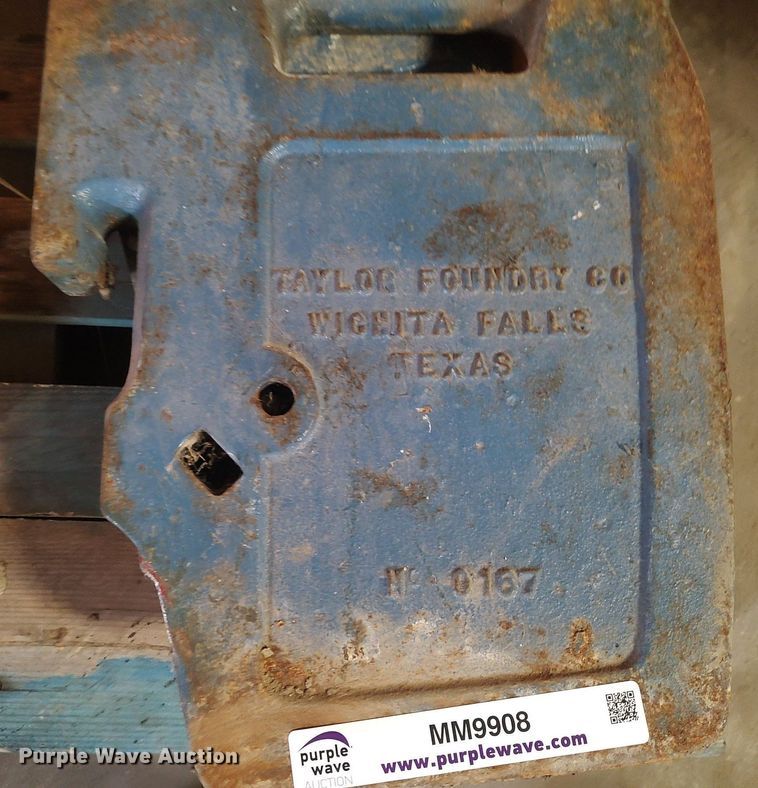 TAYLOR FOUNDRY CO
WICHITA FALLS
TEXAS
Nº 0167
MM9908
purple
wave
AUCTION
www.purplewave.com
Purple Wave Auction